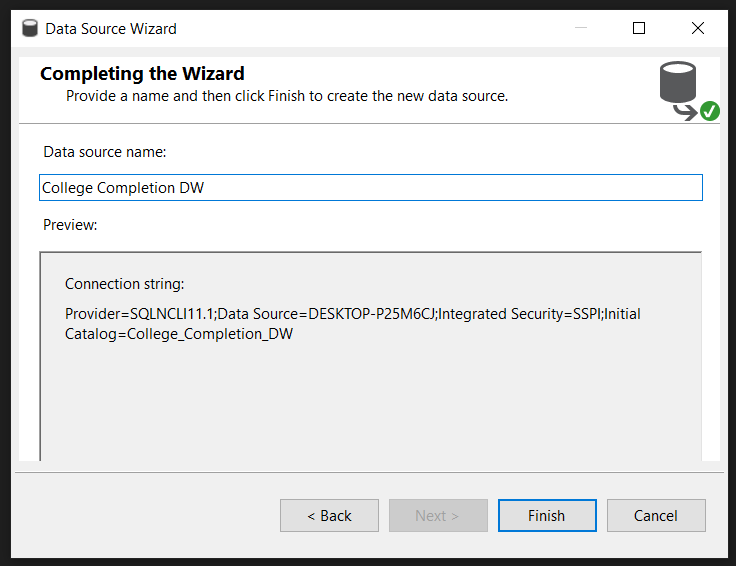 Data Source Wizard
Completing the Wizard
Provide a name and then click Finish to create the new data source.
Data source name:
College Completion DW
Preview:
Connection string:
Provider=SQLNCLI11.1;Data Source=DESKTOP-P25M6CJ;Integrated Security=SSPI;Initial
Catalog=College_Completion_DW
< Back
Next >
Finish
Cancel